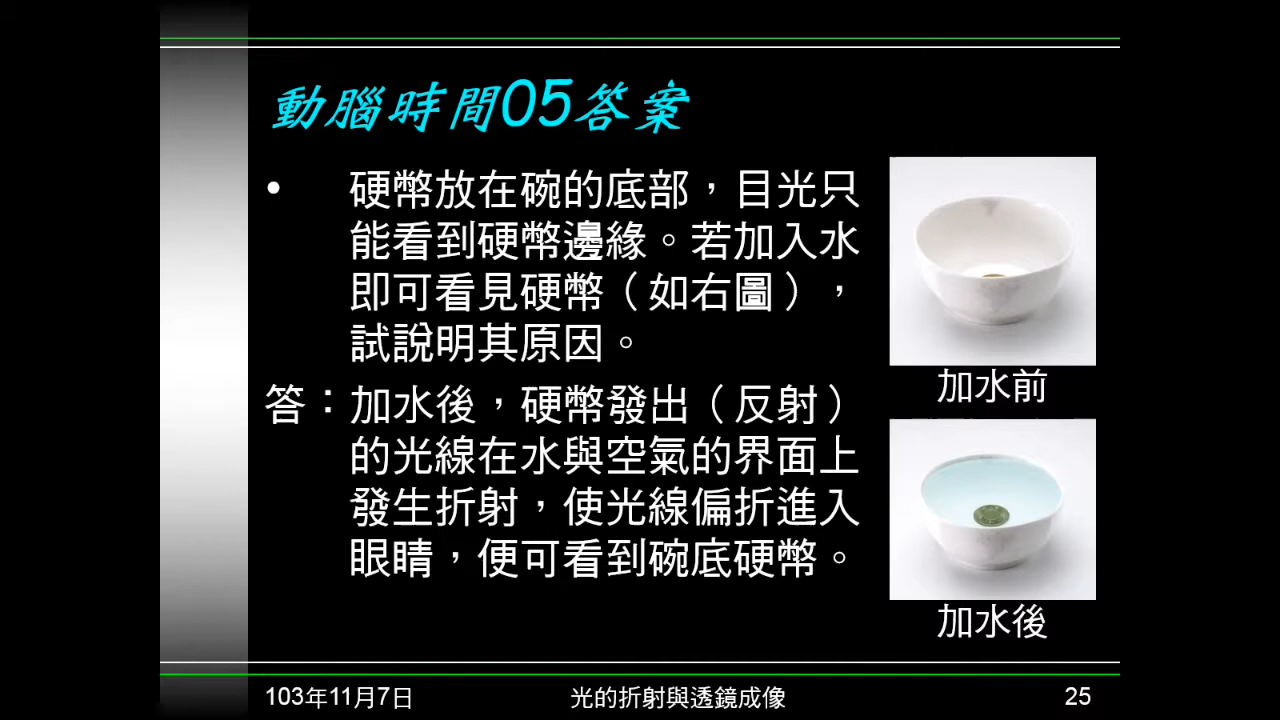 動腦時間05答案
• 硬幣放在碗的底部，目光只
能看到硬幣邊緣。若加入水
即可看見硬幣（如右圖），
試說明其原因。
答：加水後，硬幣發出（反射）
的光線在水與空氣的界面上
發生折射，使光線偏折進入
眼睛，便可看到碗底硬幣。
加水前
加水後
103年11月7日
光的折射與透鏡成像
25